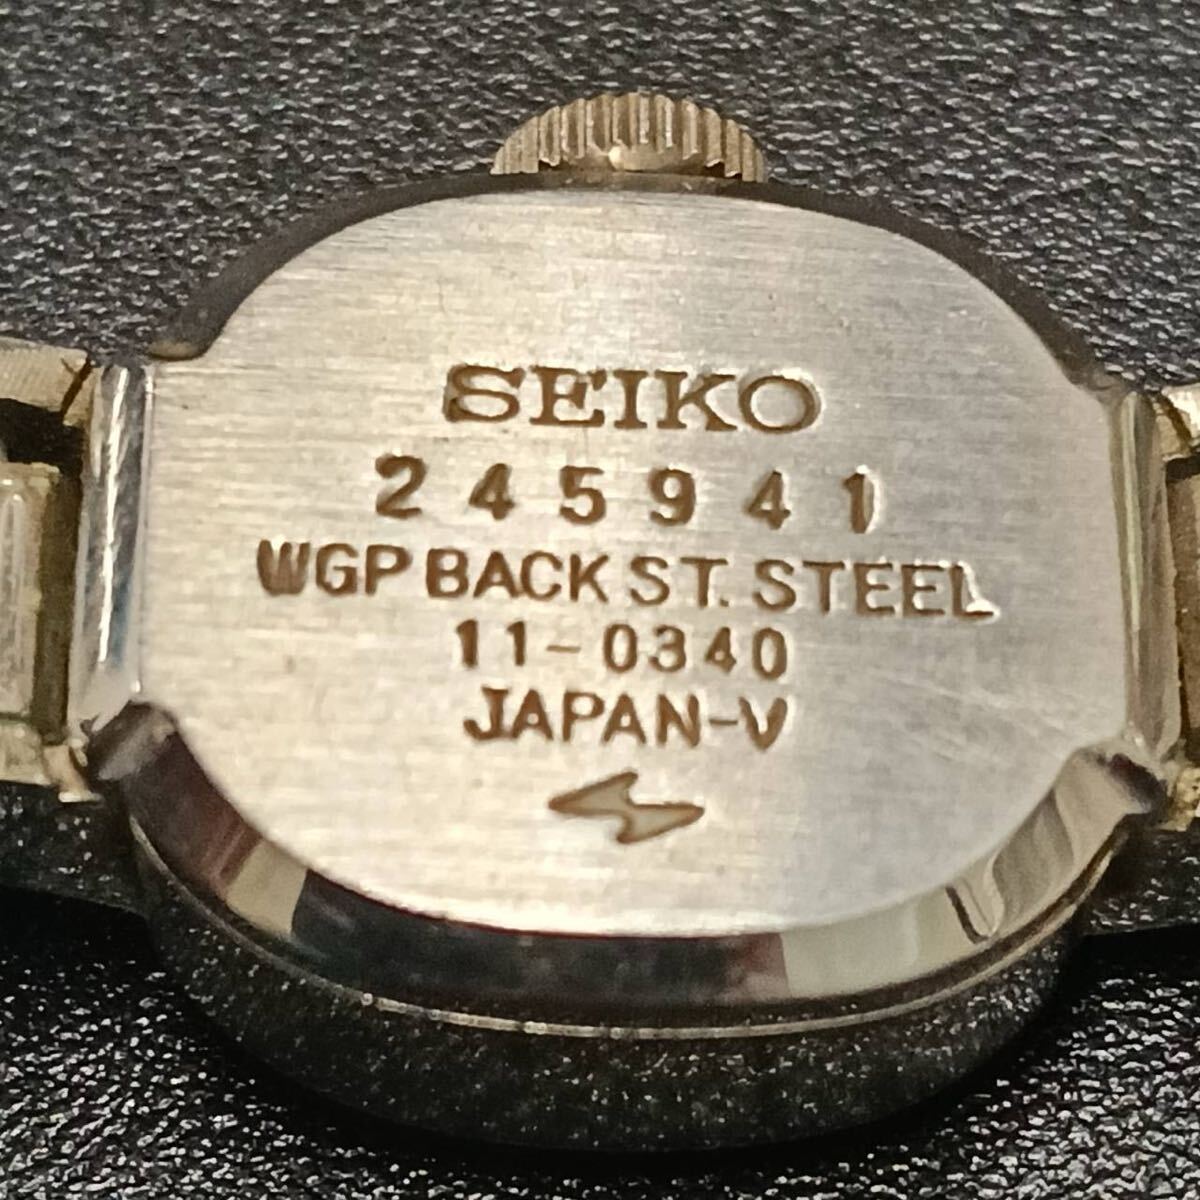 SEIKO
245941
WGP BACK ST. STEEL
11-0340
JAPAN-V